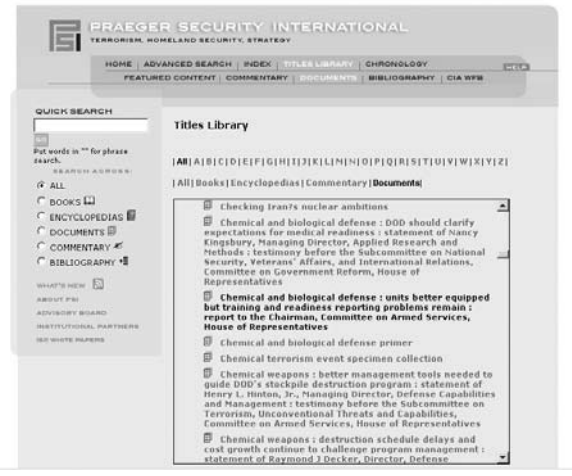 PRAEGER SECURITY INTERNATIONAL
TERRORISM, HOMELAND SECURITY, STRATEGY
HOME | ADVANCED SEARCH | INDEX | TITLES LIBRARY | CHRONOLOGY
HELP
FEATURED CONTENT | COMMENTARY | DOCUMENTS | BIBLIOGRAPHY | CIA WFB
QUICK SEARCH
GO
Put words in "" for phrase
search.
SEARCH ACROSS:
ALL
BOOKS
ENCYCLOPEDIAS
DOCUMENTS
COMMENTARY
BIBLIOGRAPHY
WHAT'S NEW
ABOUT PSI
ADVISORY BOARD
INSTITUTIONAL PARTNERS
WHITE PAPERS
Titles Library
|All|A|B|C|D|E|F|G|H|I|J|K|L|M|N|O|P|Q|R|S|T|U|V|W|X|Y|Z|
|All|Books|Encyclopedias|Commentary|Documents|
Checking Iran?s nuclear ambitions
Chemical and biological defense : DOD should clarify
expectations for medical readiness : statement of Nancy
Kingsbury, Managing Director, Applied Research and
Methods : testimony before the Subcommittee on National
Security, Veterans' Affairs, and International Relations,
Committee on Government Reform, House of
Representatives
Chemical and biological defense : units better equipped
but training and readiness reporting problems remain :
report to the Chairman, Committee on Armed Services,
House of Representatives
Chemical and biological defense primer
Chemical terrorism event specimen collection
Chemical weapons : better management tools needed to
guide DOD's stockpile destruction program : statement of
Henry L. Hinton, Jr., Managing Director, Defense Capabilities
and Management : testimony before the Subcommittee on
Terrorism, Unconventional Threats and Capabilities,
Committee on Armed Services, House of Representatives
Chemical weapons : destruction schedule delays and
cost growth continue to challenge program management :
statement of Raymond J Decker, Director, Defense